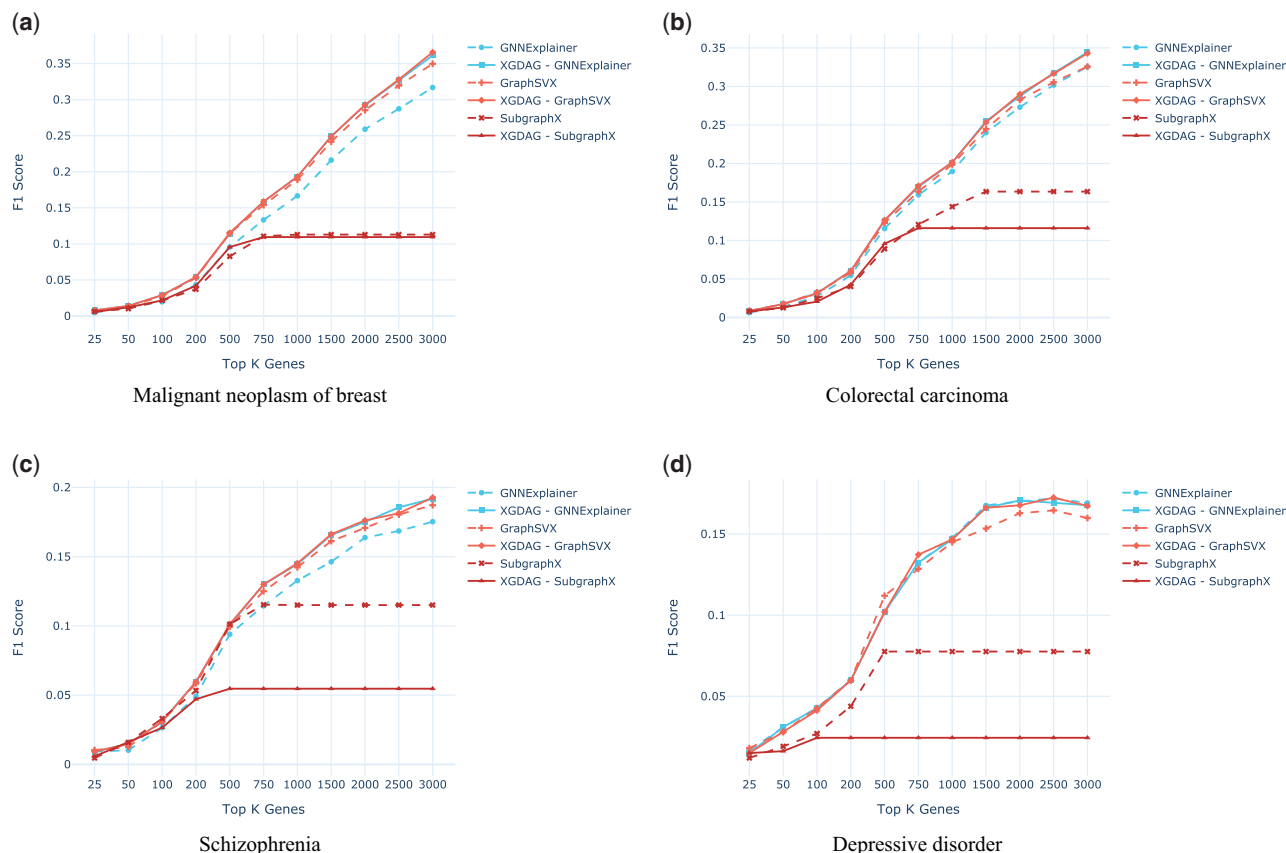 (a)
0.35
0.3
0.25
0.2
0.15
0.1
0.05
0
F1 Score
25 50 100 200 500 750 1000 1500 2000 2500 3000
Top K Genes
GNNExplainer
XGDAG - GNNExplainer
GraphSVX
XGDAG - GraphSVX
SubgraphX
XGDAG - SubgraphX
Malignant neoplasm of breast
(b)
0.35
0.3
0.25
0.2
0.15
0.1
0.05
0
F1 Score
25 50 100 200 500 750 1000 1500 2000 2500 3000
Top K Genes
GNNExplainer
XGDAG - GNNExplainer
GraphSVX
XGDAG - GraphSVX
SubgraphX
XGDAG - SubgraphX
Colorectal carcinoma
(c)
0.2
0.15
0.1
0.05
0
F1 Score
25 50 100 200 500 750 1000 1500 2000 2500 3000
Top K Genes
GNNExplainer
XGDAG - GNNExplainer
GraphSVX
XGDAG - GraphSVX
SubgraphX
XGDAG - SubgraphX
Schizophrenia
(d)
0.15
0.1
0.05
F1 Score
25 50 100 200 500 750 1000 1500 2000 2500 3000
Top K Genes
GNNExplainer
XGDAG - GNNExplainer
GraphSVX
XGDAG - GraphSVX
SubgraphX
XGDAG - SubgraphX
Depressive disorder